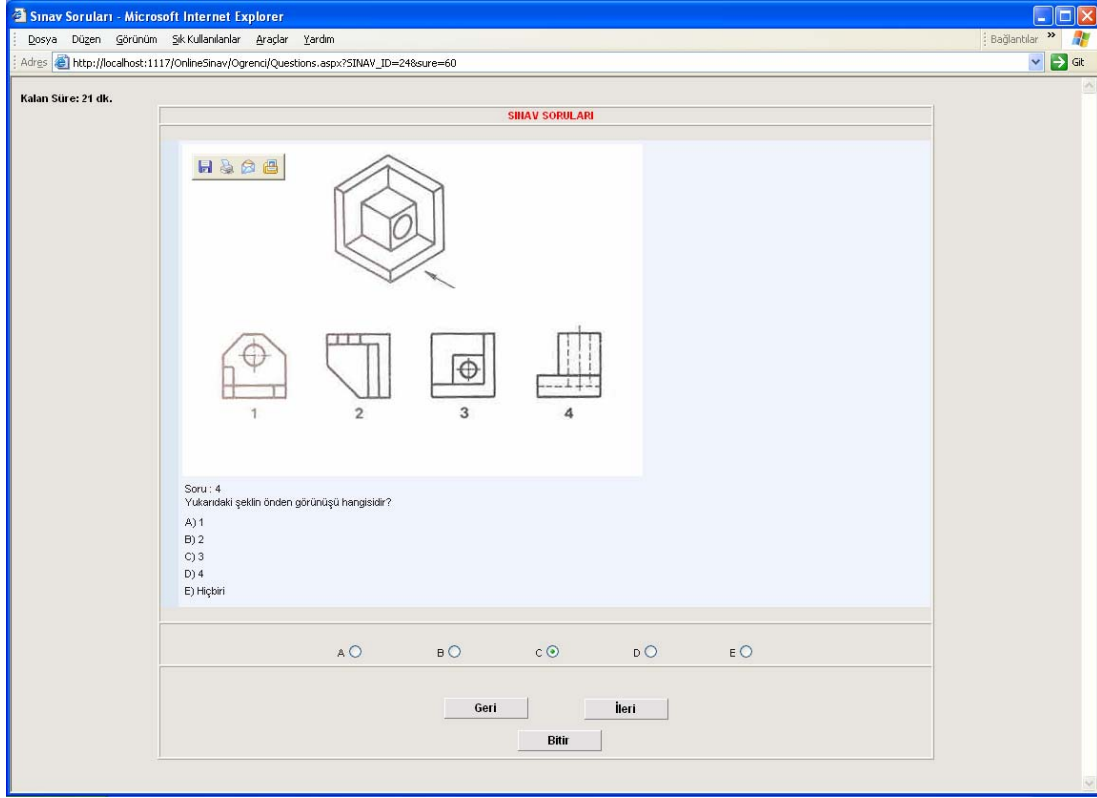 Sınav Soruları - Microsoft Internet Explorer
Dosya Düzen Görünüm Sık Kullanılanlar Araçlar Yardım Bağlantılar »
Adres http://localhost:1117/OnlineSinav/Ogrenci/Questions.aspx?SINAV_ID=24&sure=60 Git
Kalan Süre: 21 dk.
SINAV SORULARI
1 2 3 4
Soru : 4
Yukarıdaki şeklin önden görünüşü hangisidir?
A) 1
B) 2
C) 3
D) 4
E) Hiçbiri
A B C D E
Geri İleri
Bitir